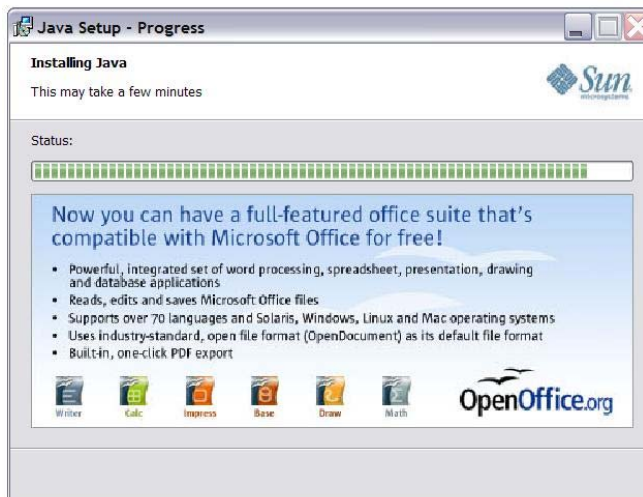 Java Setup - Progress
Installing Java
This may take a few minutes
Sun
microsystems
Status:
Now you can have a full-featured office suite that's
compatible with Microsoft Office for free!
• Powerful, integrated set of word processing, spreadsheet, presentation, drawing
and database applications
• Reads, edits and saves Microsoft Office files
• Supports over 70 languages and Solaris, Windows, Linux and Mac operating systems
• Uses industry-standard, open file format (OpenDocument) as its default file format
• Built-in, one-click PDF export
Writer Calc Impress Base Draw Math
OpenOffice.org